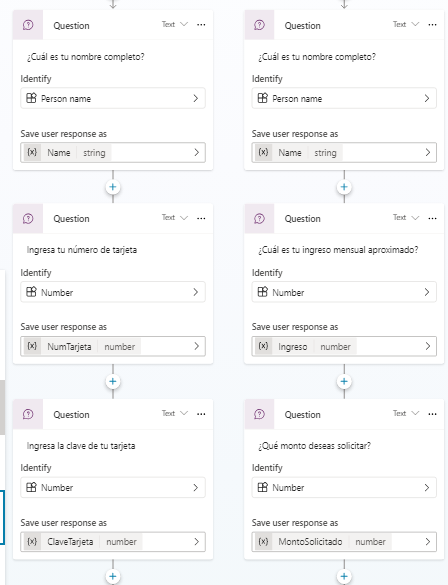 Question Text
¿Cuál es tu nombre completo?
Identify
Person name
Save user response as
{x} Name string
Question Text
Ingresa tu número de tarjeta
Identify
Number
Save user response as
{x} NumTarjeta number
Question Text
Ingresa la clave de tu tarjeta
Identify
Number
Save user response as
{x} ClaveTarjeta number
Question Text
¿Cuál es tu nombre completo?
Identify
Person name
Save user response as
{x} Name string
Question Text
¿Cuál es tu ingreso mensual aproximado?
Identify
Number
Save user response as
{x} Ingreso number
Question Text
¿Qué monto deseas solicitar?
Identify
Number
Save user response as
{x} MontoSolicitado number